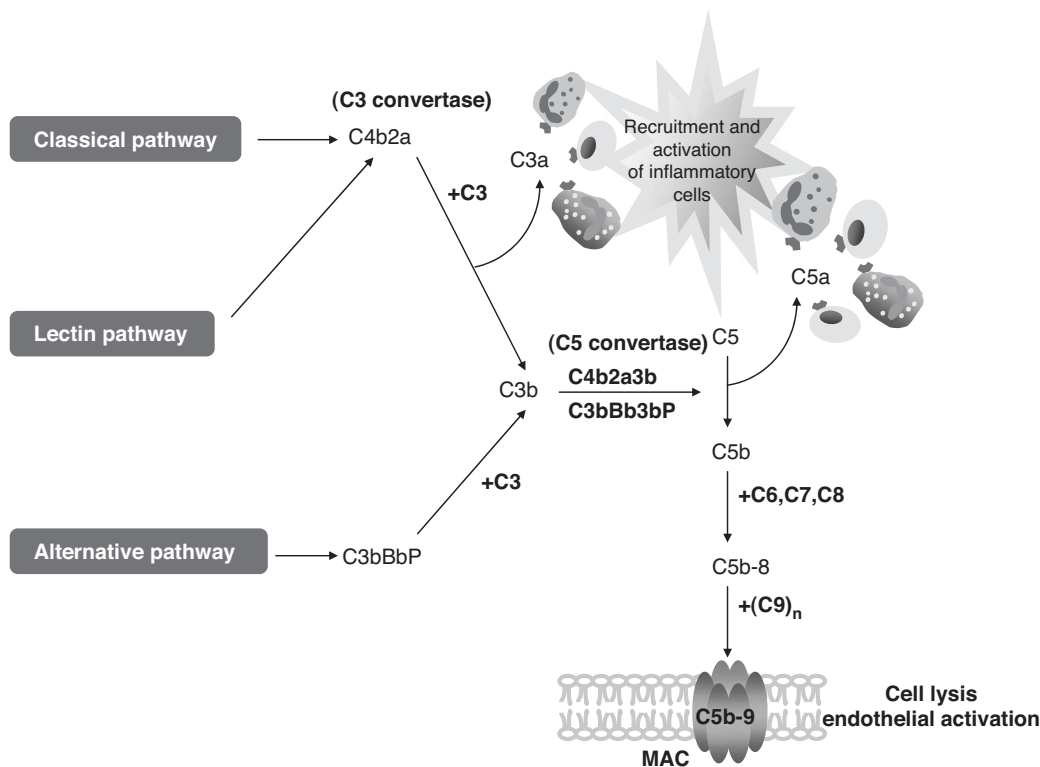 (C3 convertase)
Classical pathway
C4b2a
Recruitment and
activation
of inflammatory
cells
C3a
+C3
C5a
Lectin pathway
(C5 convertase)
C5
C4b2a3b
C3b
C3bBb3bP
C5b
+C3
+C6,C7,C8
Alternative pathway
C3bBbP
C5b-8
+(C9)n
C5b-9
Cell lysis
endothelial activation
MAC